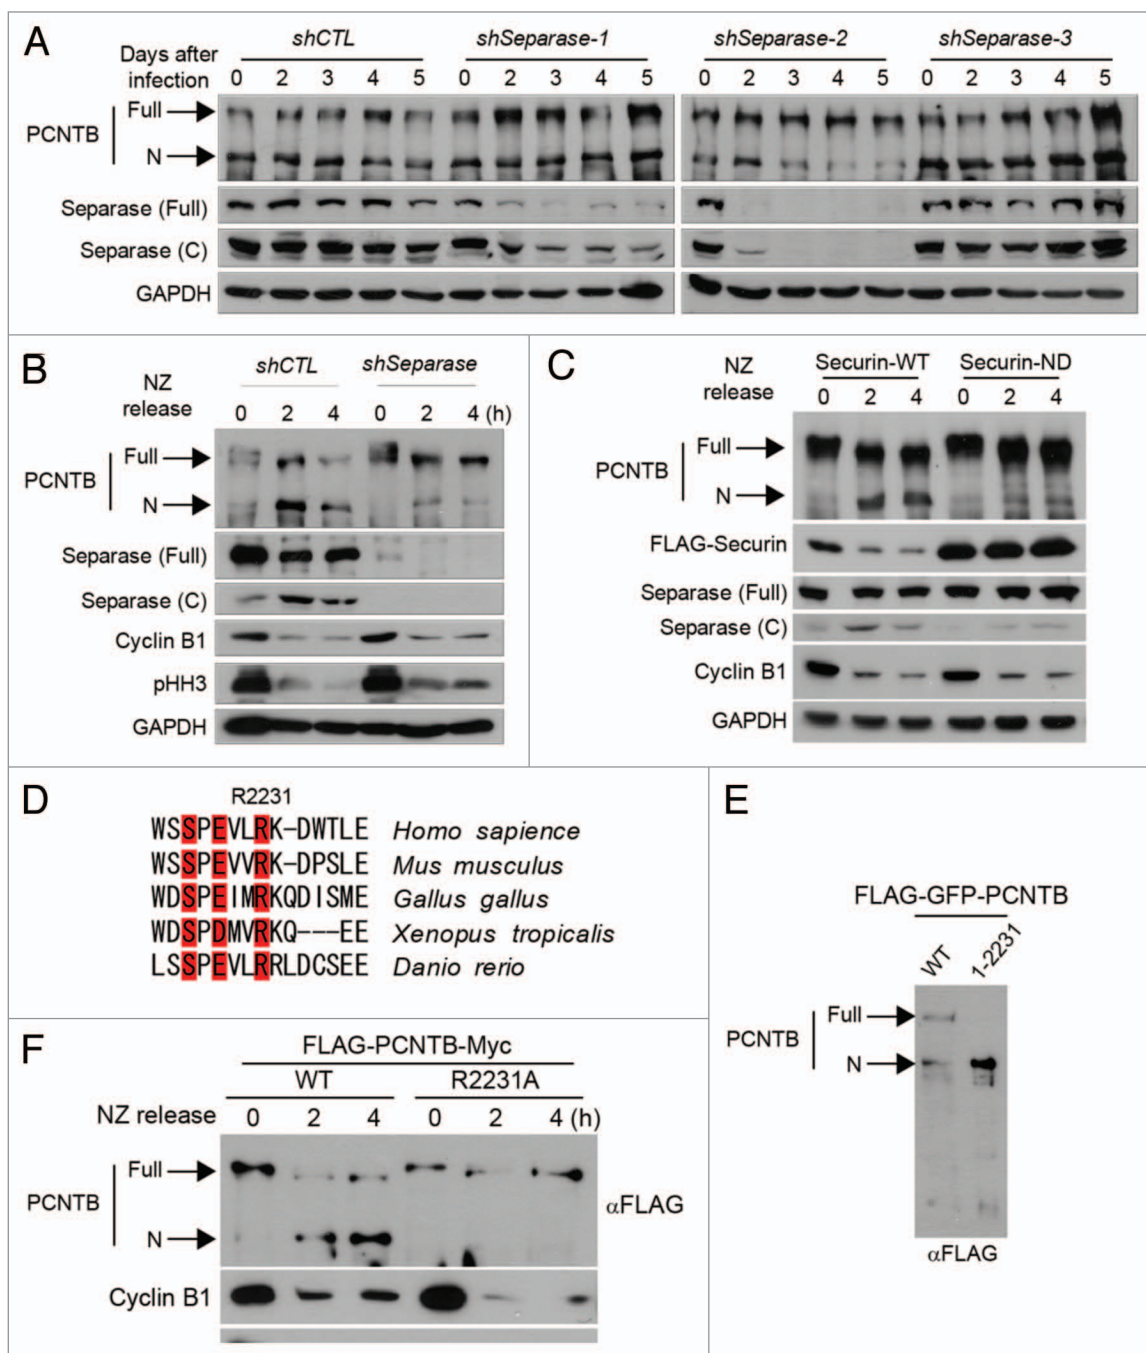 A
shCTL shSeparase-1 shSeparase-2 shSeparase-3
Days after
infection
0 2 3 4 5 0 2 3 4 5 0 2 3 4 5 0 2 3 4 5
Full
PCNTB
N
Separase (Full)
Separase (C)
GAPDH
B
shCTL shSeparase
NZ
release
0 2 4 0 2 4 (h)
Full
PCNTB
N
Separase (Full)
Separase (C)
Cyclin B1
pHH3
GAPDH
C
Securin-WT Securin-ND
NZ
release
0 2 4 0 2 4
Full
PCNTB
N
FLAG-Securin
Separase (Full)
Separase (C)
Cyclin B1
GAPDH
D
R2231
WSSPEVLRK-DWTLE Homo sapience
WSSPEVVRK-DPSLE Mus musculus
WDSPEIMRKQDISME Gallus gallus
WDSPDMVRKQ---EE Xenopus tropicalis
LSSPEVLRRLDCSEE Danio rerio
E
FLAG-GFP-PCNTB
WT 1-2231
Full
PCNTB
N
αFLAG
F
FLAG-PCNTB-Myc
WT R2231A
NZ release 0 2 4 0 2 4 (h)
Full
PCNTB
N
αFLAG
Cyclin B1